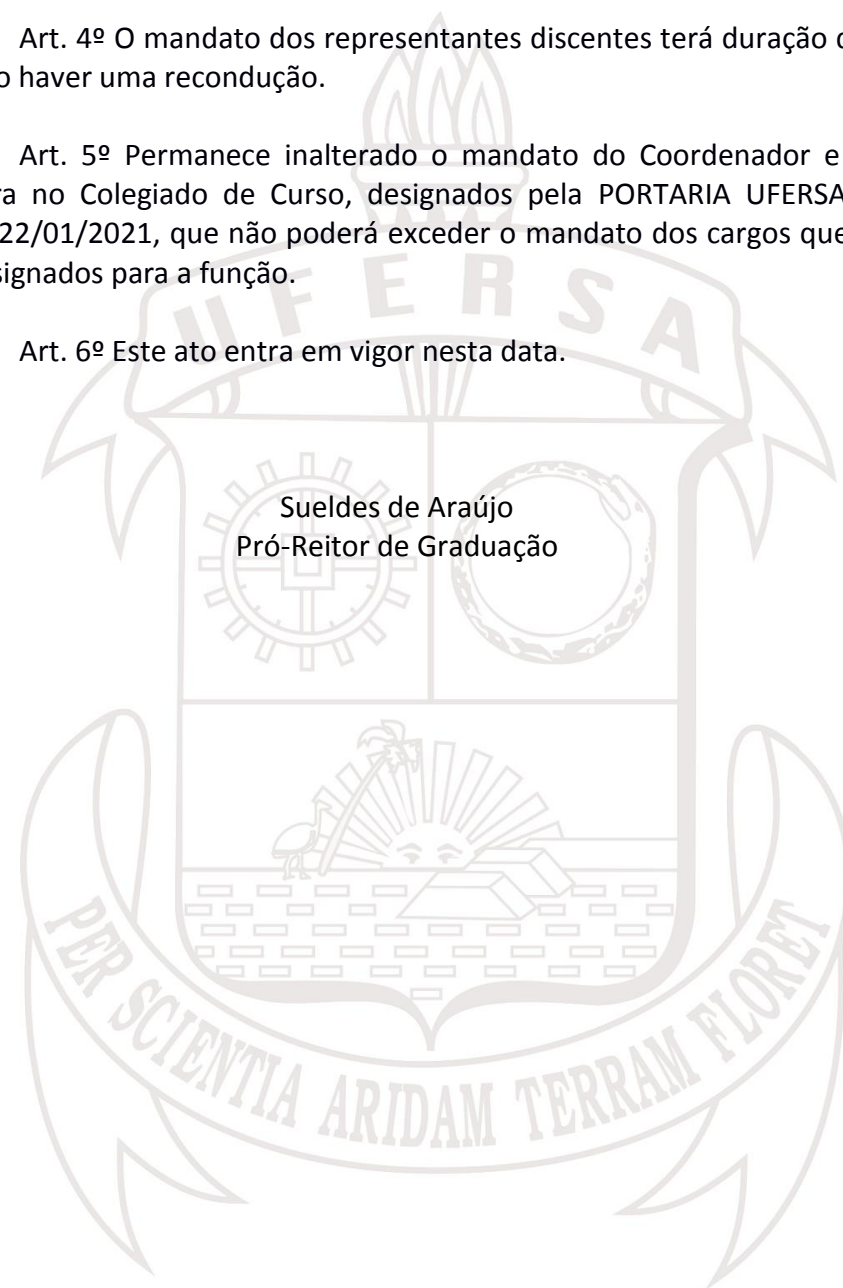 Art. 4º O mandato dos representantes discentes terá duração
o haver uma recondução.
Art. 5º Permanece inalterado o mandato do Coordenador e
ra no Colegiado de Curso, designados pela PORTARIA UFERSA
22/01/2021, que não poderá exceder o mandato dos cargos que
signados para a função.
UFERSA
Art. 6º Este ato entra em vigor nesta data.
Sueldes de Araújo
Pró-Reitor de Graduação
PER SCIENTIA ARIDAM TERRAM FLORET